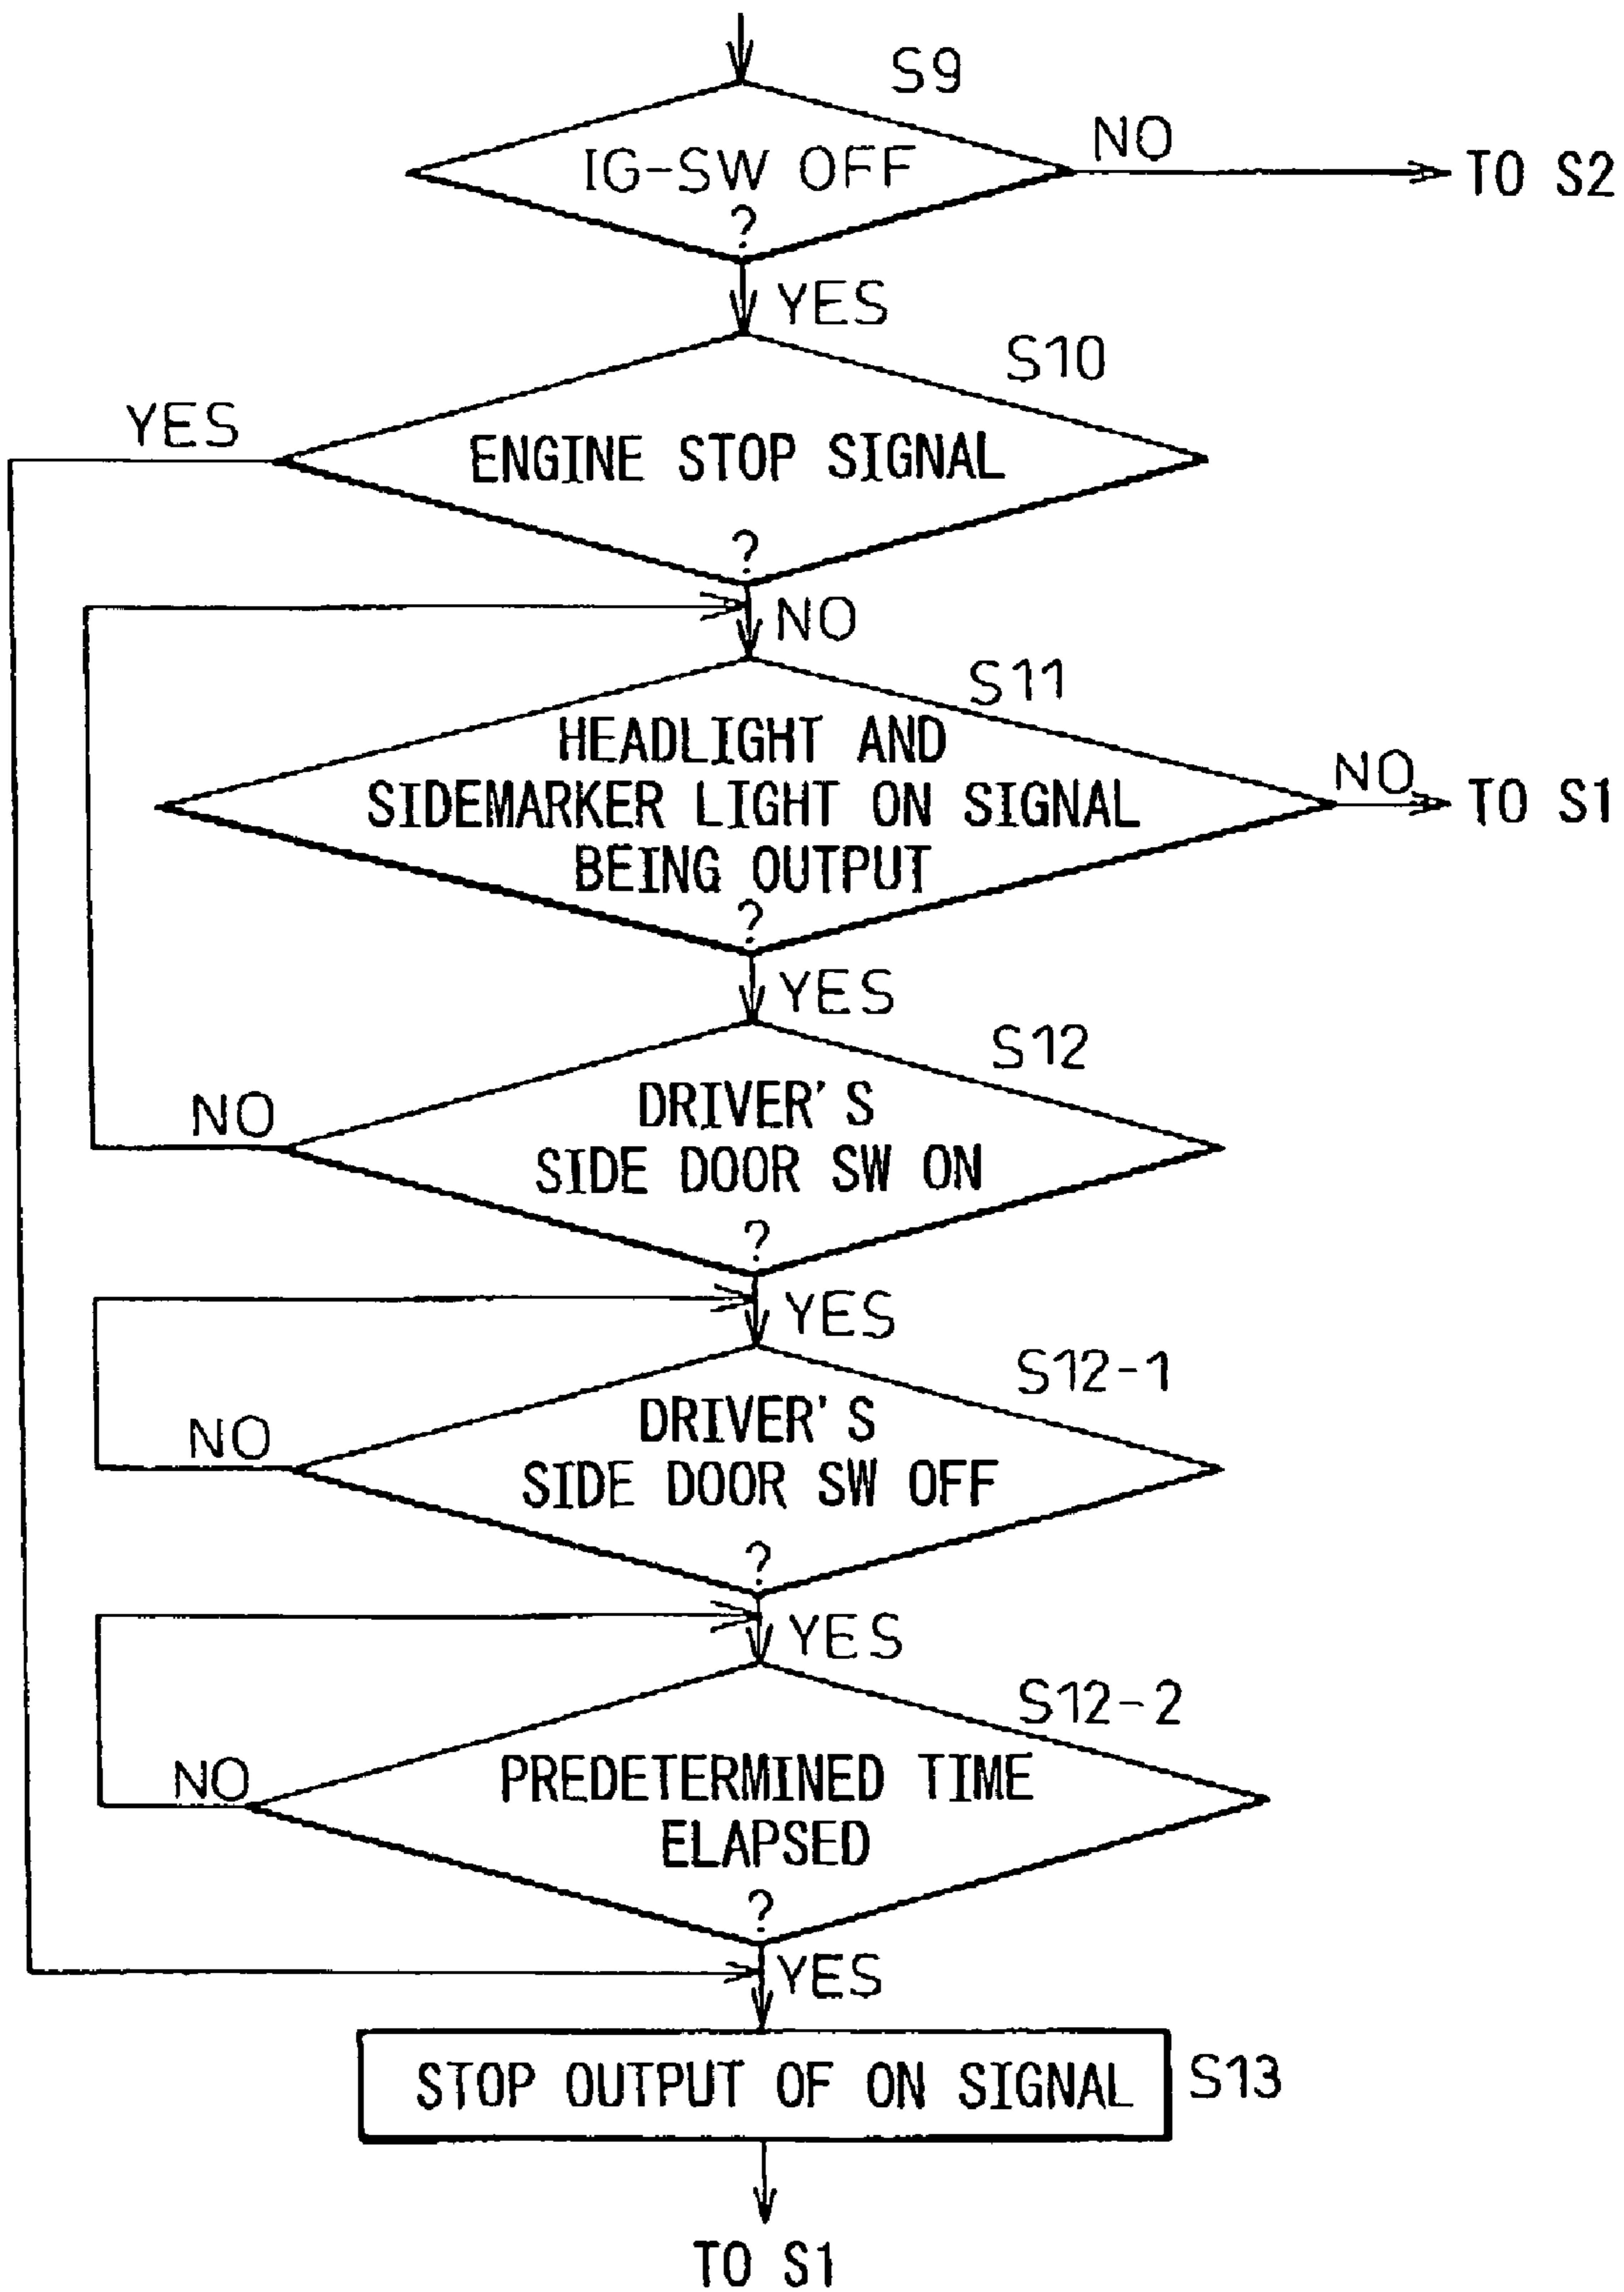 S9
IG-SW OFF
?
NO
TO S2
YES
S10
YES
ENGINE STOP SIGNAL
?
NO
S11
HEADLIGHT AND
SIDEMARKER LIGHT ON SIGNAL
BEING OUTPUT
?
NO
TO S1
YES
S12
NO
DRIVER'S
SIDE DOOR SW ON
?
YES
S12-1
NO
DRIVER'S
SIDE DOOR SW OFF
?
YES
S12-2
NO
PREDETERMINED TIME
ELAPSED
?
YES
STOP OUTPUT OF ON SIGNAL
S13
TO S1